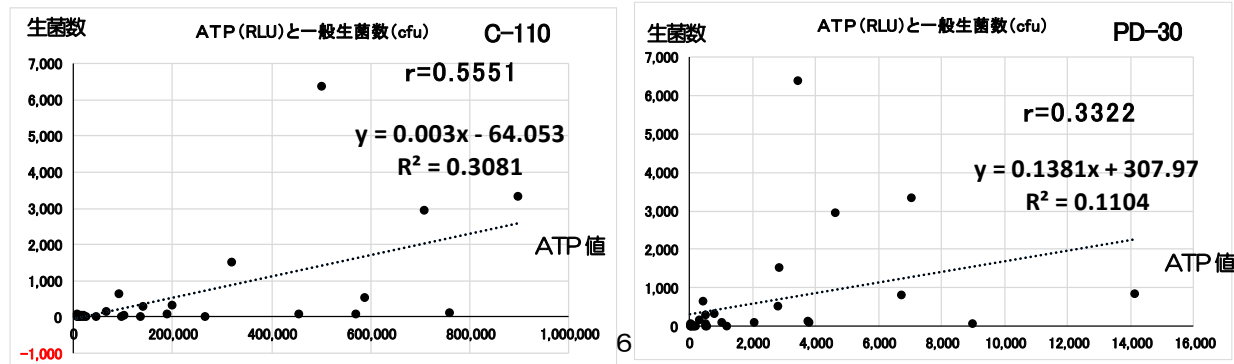 生菌数
ATP(RLU)と一般生菌数(cfu)
C-110
r=0.5551
y = 0.003x - 64.053
R² = 0.3081
ATP値
7,000
6,000
5,000
4,000
3,000
2,000
1,000
0
-1,000
0 200,000 400,000 600,000 800,000 1,000,000
6
生菌数
ATP(RLU)と一般生菌数(cfu)
PD-30
r=0.3322
y = 0.1381x + 307.97
R² = 0.1104
ATP値
7,000
6,000
5,000
4,000
3,000
2,000
1,000
0
0 2,000 4,000 6,000 8,000 10,000 12,000 14,000 16,000